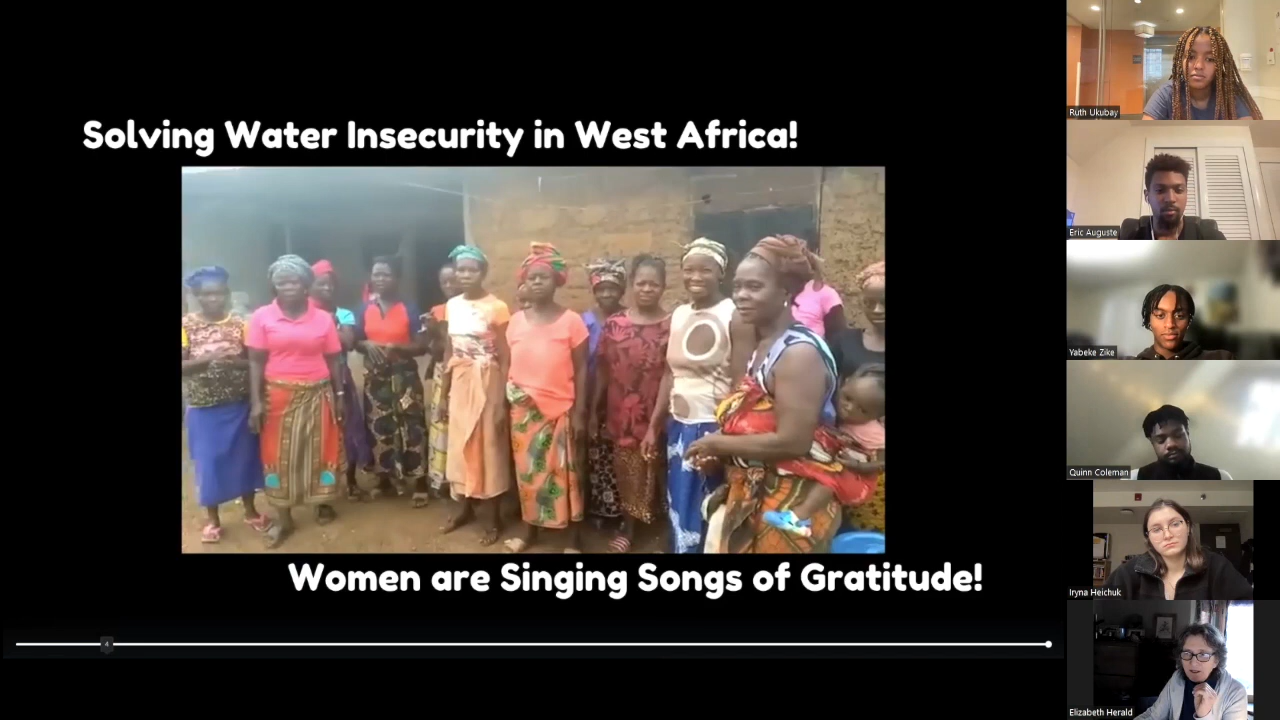 Solving Water Insecurity in West Africa!
Women are Singing Songs of Gratitude!
4
Ruth Ukubay
Eric Auguste
Yabeke Zike
Quinn Coleman
Iryna Heichuk
Elizabeth Herald